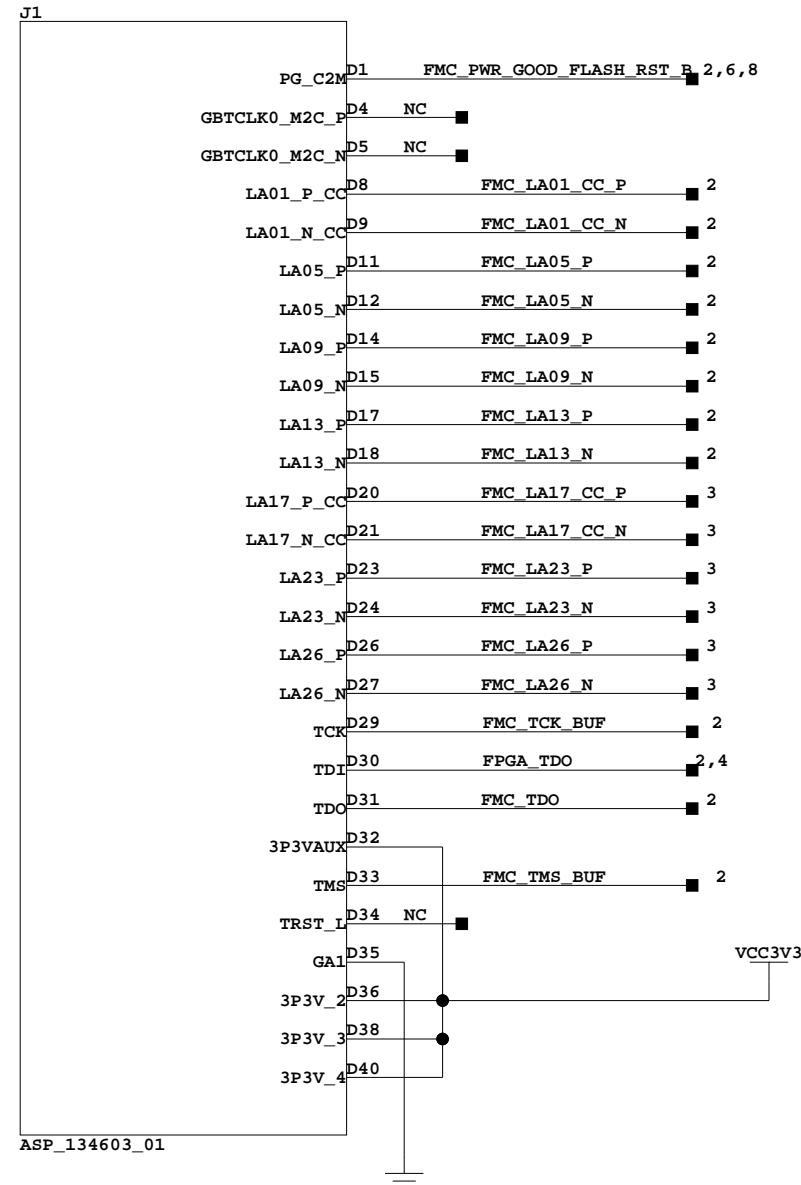 J1
PG_C2M D1 FMC_PWR_GOOD_FLASH_RST_B 2,6,8
GBTCLK0_M2C_P D4 NC
GBTCLK0_M2C_N D5 NC
LA01_P_CC D8 FMC_LA01_CC_P 2
LA01_N_CC D9 FMC_LA01_CC_N 2
LA05_P D11 FMC_LA05_P 2
LA05_N D12 FMC_LA05_N 2
LA09_P D14 FMC_LA09_P 2
LA09_N D15 FMC_LA09_N 2
LA13_P D17 FMC_LA13_P 2
LA13_N D18 FMC_LA13_N 2
LA17_P_CC D20 FMC_LA17_CC_P 3
LA17_N_CC D21 FMC_LA17_CC_N 3
LA23_P D23 FMC_LA23_P 3
LA23_N D24 FMC_LA23_N 3
LA26_P D26 FMC_LA26_P 3
LA26_N D27 FMC_LA26_N 3
TCK D29 FMC_TCK_BUF 2
TDI D30 FPGA_TDO 2,4
TDO D31 FMC_TDO 2
3P3VAUX D32
TMS D33 FMC_TMS_BUF 2
TRST_L D34 NC
GA1 D35 VCC3V3
3P3V_2 D36
3P3V_3 D38
3P3V_4 D40
ASP_134603_01